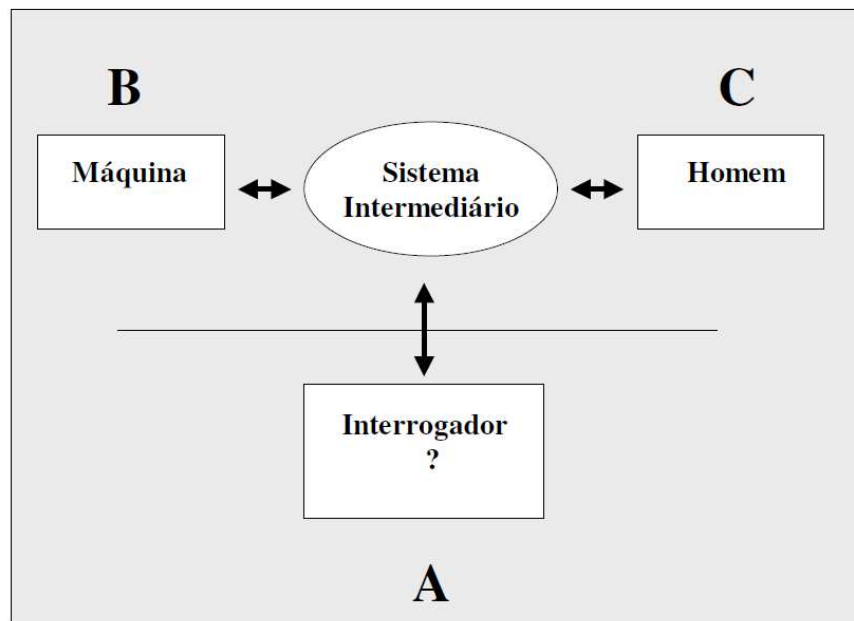 B
C
Máquina
Sistema
Intermediário
Homem
Interrogador
?
A